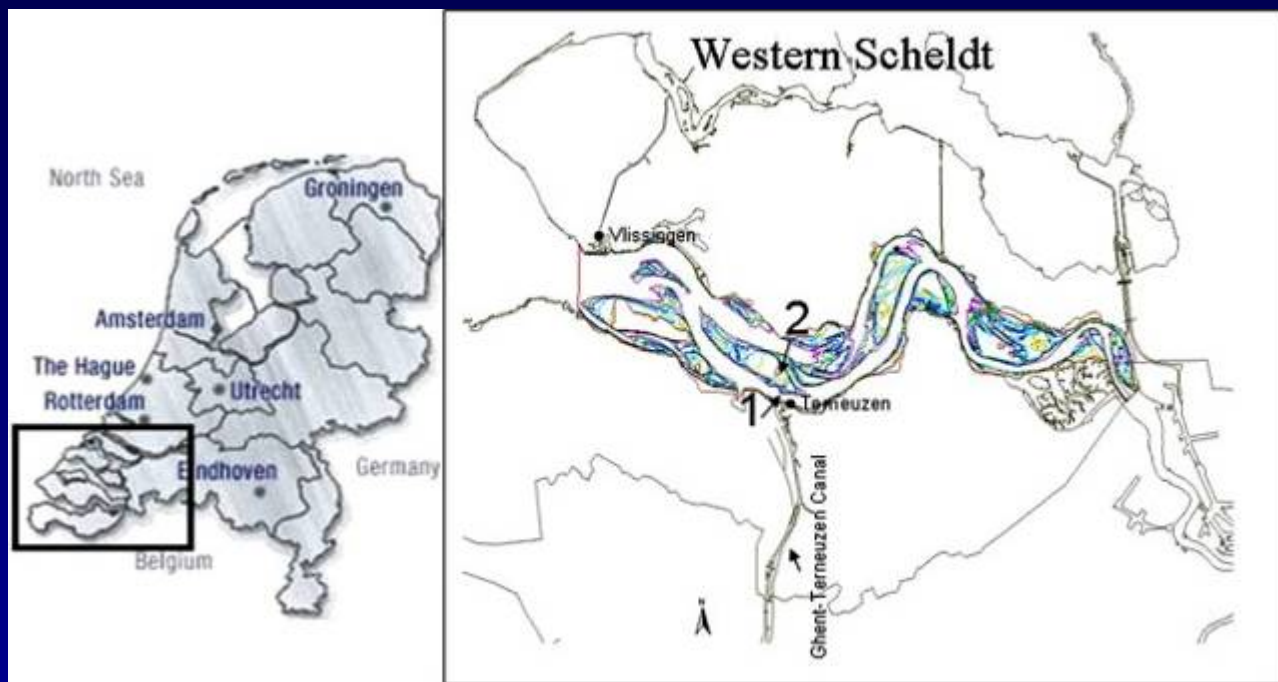 North Sea
Groningen
Amsterdam
The Hague
Utrecht
Rotterdam
Eindhoven
Germany
Belgium
Western Scheldt
Vlissingen
2
1
Terneuzen
Ghent-Terneuzen Canal
N